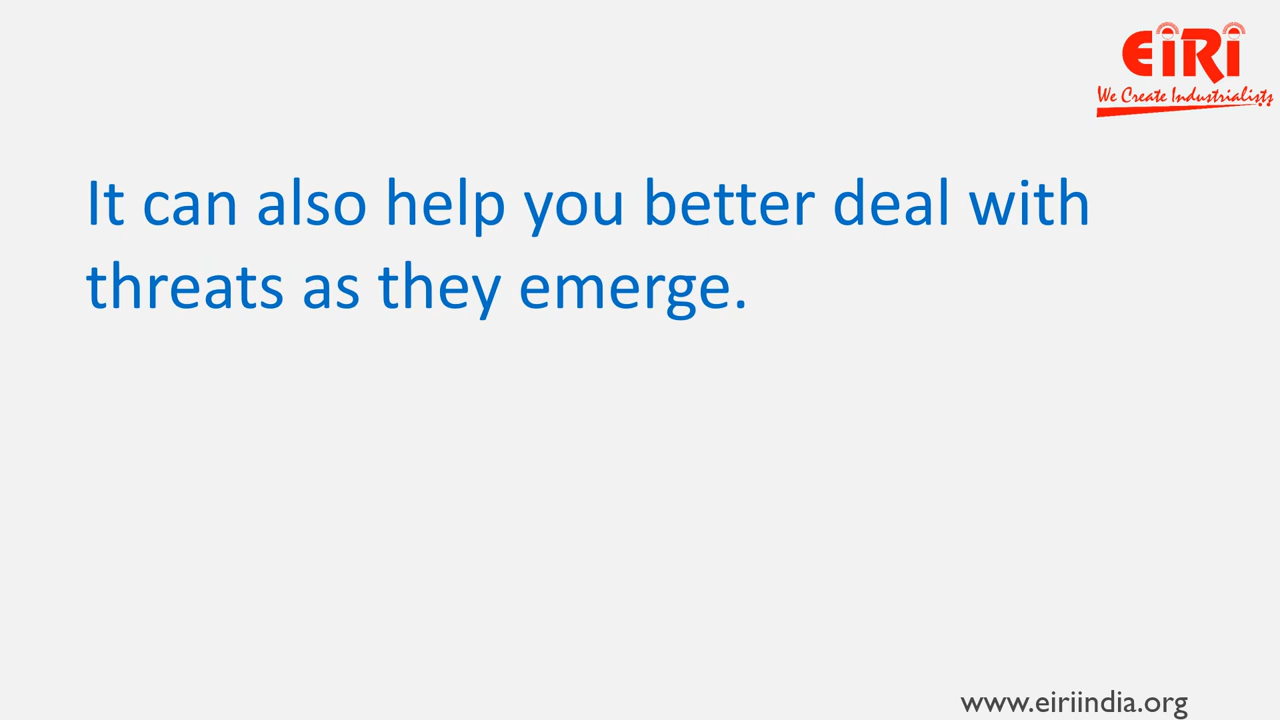 EiRi
We Create Industrialists
It can also help you better deal with
threats as they emerge.
www.eiriindia.org